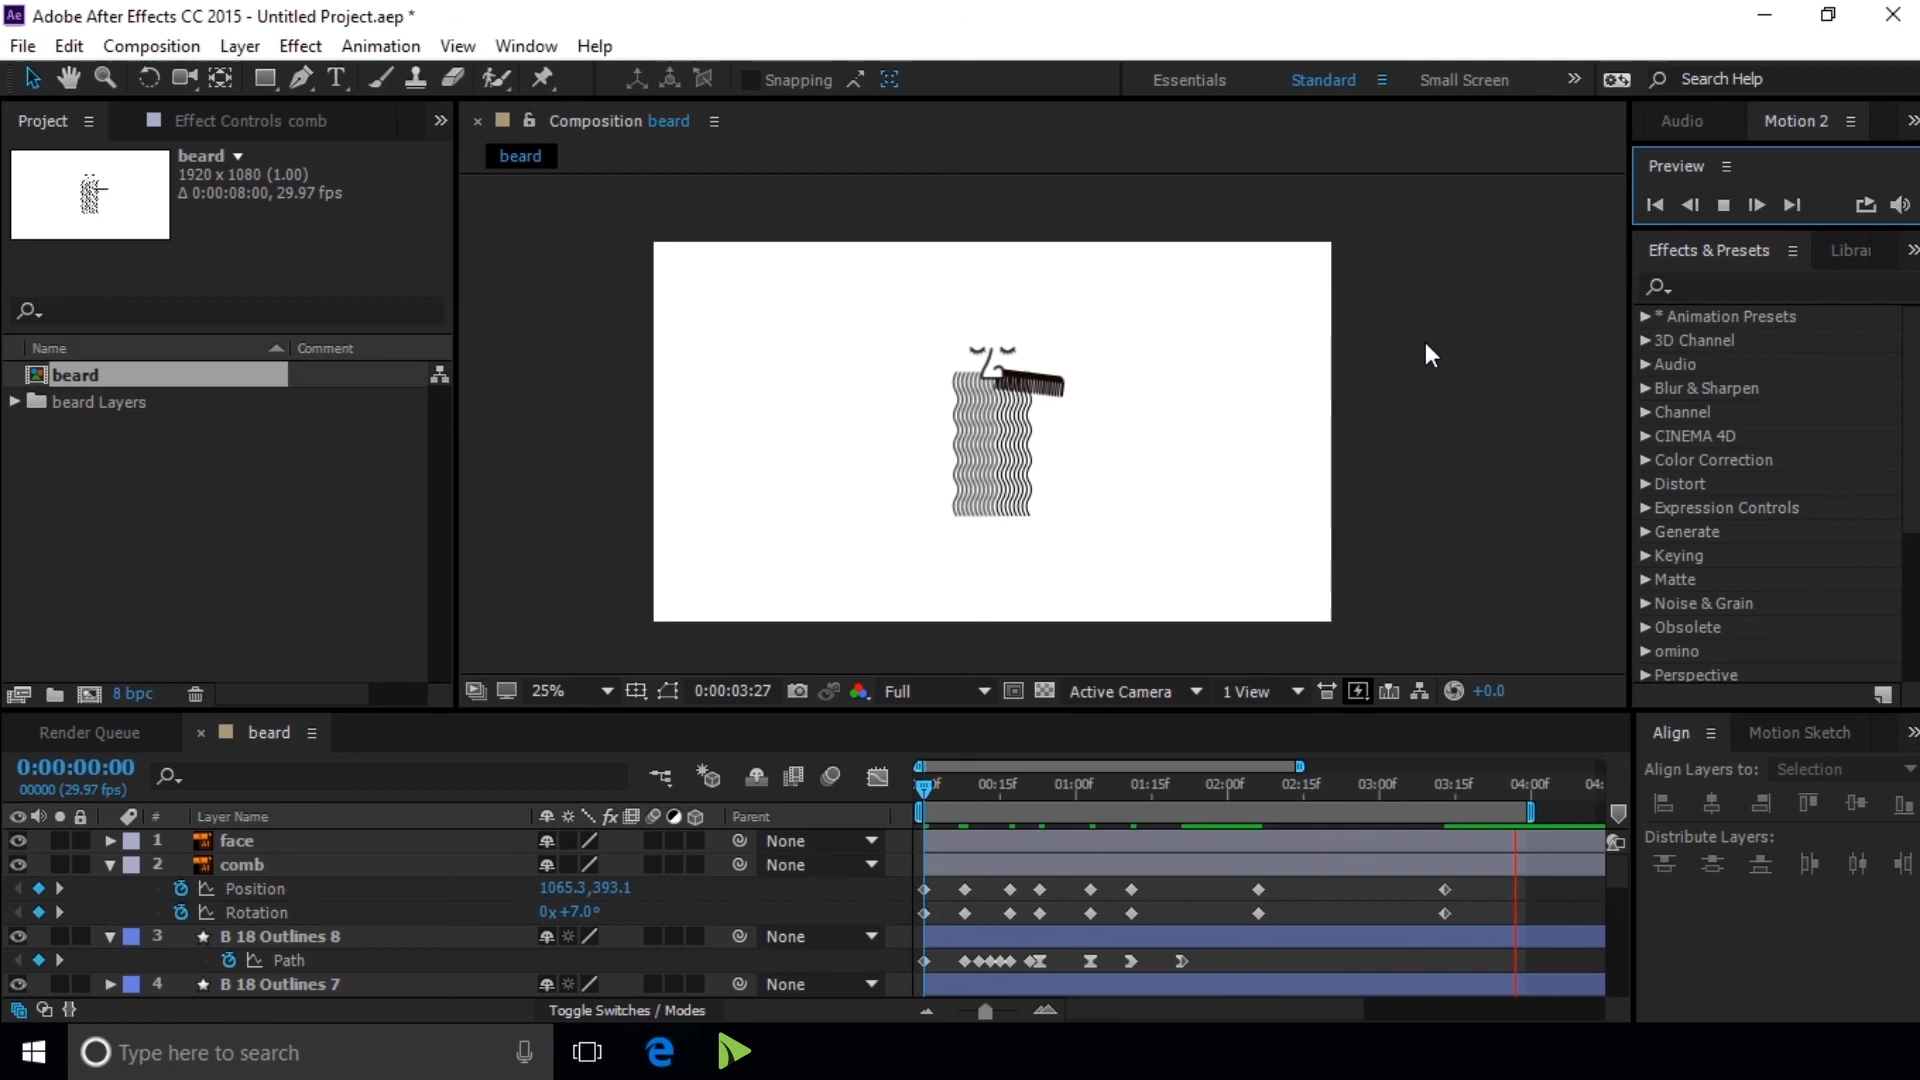 Ae Adobe After Effects CC 2015 - Untitled Project.aep *
File Edit Composition Layer Effect Animation View Window Help
Snapping Essentials Standard Small Screen Search Help
Project Effect Controls comb
beard
1920 x 1080 (1.00)
Δ 0:00:08:00, 29.97 fps
Name Comment
beard
beard Layers
8 bpc
Composition beard
beard
25% 0:00:03:27 Full Active Camera 1 View +0.0
Audio Motion 2
Preview
Effects & Presets Librar
* Animation Presets
3D Channel
Audio
Blur & Sharpen
Channel
CINEMA 4D
Color Correction
Distort
Expression Controls
Generate
Keying
Matte
Noise & Grain
Obsolete
omino
Perspective
Render Queue beard
0:00:00:00
00000 (29.97 fps)
00:15f 01:00f 01:15f 02:00f 02:15f 03:00f 03:15f 04:00f 04:
# Layer Name fx Parent
1 face None
2 comb None
Position 1065.3,393.1
Rotation 0x+7.0°
3 B 18 Outlines 8 None
Path
4 B 18 Outlines 7 None
Toggle Switches / Modes
Align Motion Sketch
Align Layers to: Selection
Distribute Layers:
Type here to search